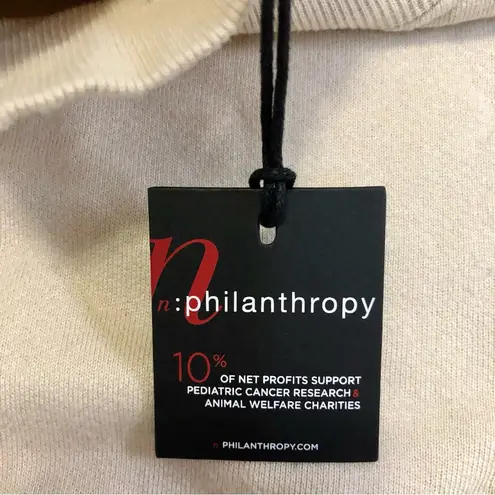 n
n:philanthropy
10%
OF NET PROFITS SUPPORT
PEDIATRIC CANCER RESEARCH &
ANIMAL WELFARE CHARITIES
n PHILANTHROPY.COM